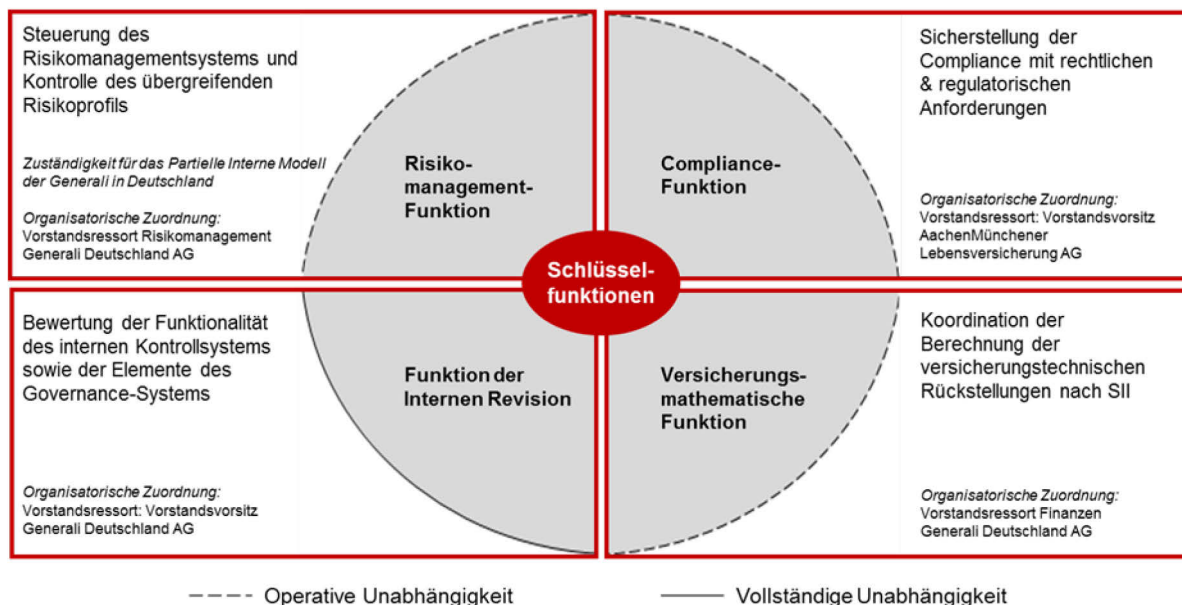 Steuerung des
Risikomanagementsystems und
Kontrolle des übergreifenden
Risikoprofils
Zuständigkeit für das Partielle Interne Modell
der Generali in Deutschland
Organisatorische Zuordnung:
Vorstandsressort Risikomanagement
Generali Deutschland AG
Risiko-
management-
Funktion
Compliance-
Funktion
Sicherstellung der
Compliance mit rechtlichen
& regulatorischen
Anforderungen
Organisatorische Zuordnung:
Vorstandsressort: Vorstandsvorsitz
AachenMünchener
Lebensversicherung AG
Schlüssel-
funktionen
Bewertung der Funktionalität
des internen Kontrollsystems
sowie der Elemente des
Governance-Systems
Organisatorische Zuordnung:
Vorstandsressort: Vorstandsvorsitz
Generali Deutschland AG
Funktion der
Internen Revision
Versicherungs-
mathematische
Funktion
Koordination der
Berechnung der
versicherungstechnischen
Rückstellungen nach SII
Organisatorische Zuordnung:
Vorstandsressort Finanzen
Generali Deutschland AG
Operative Unabhängigkeit
Vollständige Unabhängigkeit